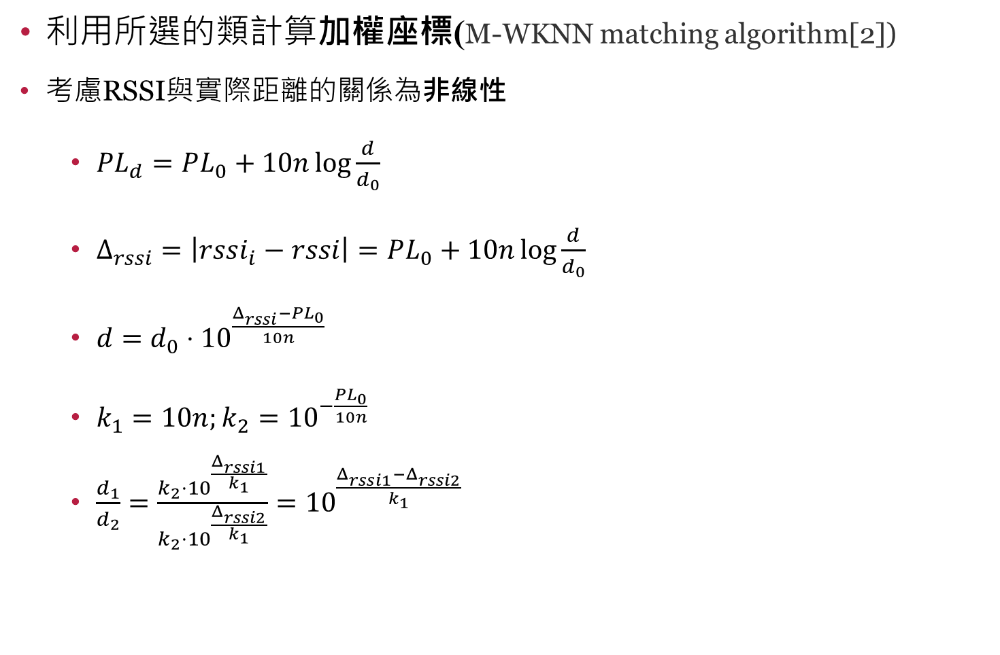 • 利用所選的類計算加權座標(M-WKNN matching algorithm[2])
• 考慮RSSI與實際距離的關係為非線性
• $PL_d = PL_0 + 10n \log \frac{d}{d_0}$
• $\Delta_{rssi} = |rssi_i - rssi| = PL_0 + 10n \log \frac{d}{d_0}$
• $d = d_0 \cdot 10^{\frac{\Delta_{rssi} - PL_0}{10n}}$
• $k_1 = 10n; k_2 = 10^{-\frac{PL_0}{10n}}$
• $\frac{d_1}{d_2} = \frac{k_2 \cdot 10^{\frac{\Delta_{rssi1}}{k_1}}}{k_2 \cdot 10^{\frac{\Delta_{rssi2}}{k_1}}} = 10^{\frac{\Delta_{rssi1} - \Delta_{rssi2}}{k_1}}$